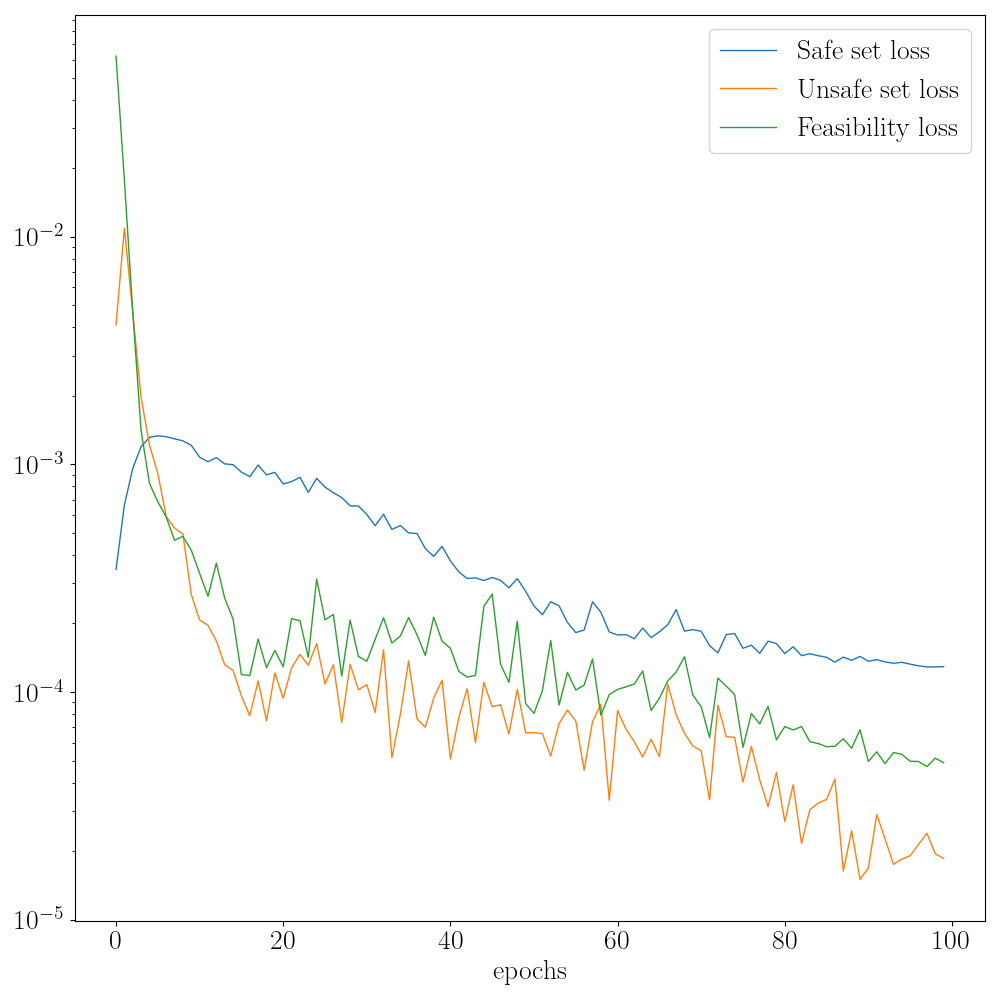 Safe set loss
Unsafe set loss
Feasibility loss
10⁻²
10⁻³
10⁻⁴
10⁻⁵
0 20 40 60 80 100
epochs